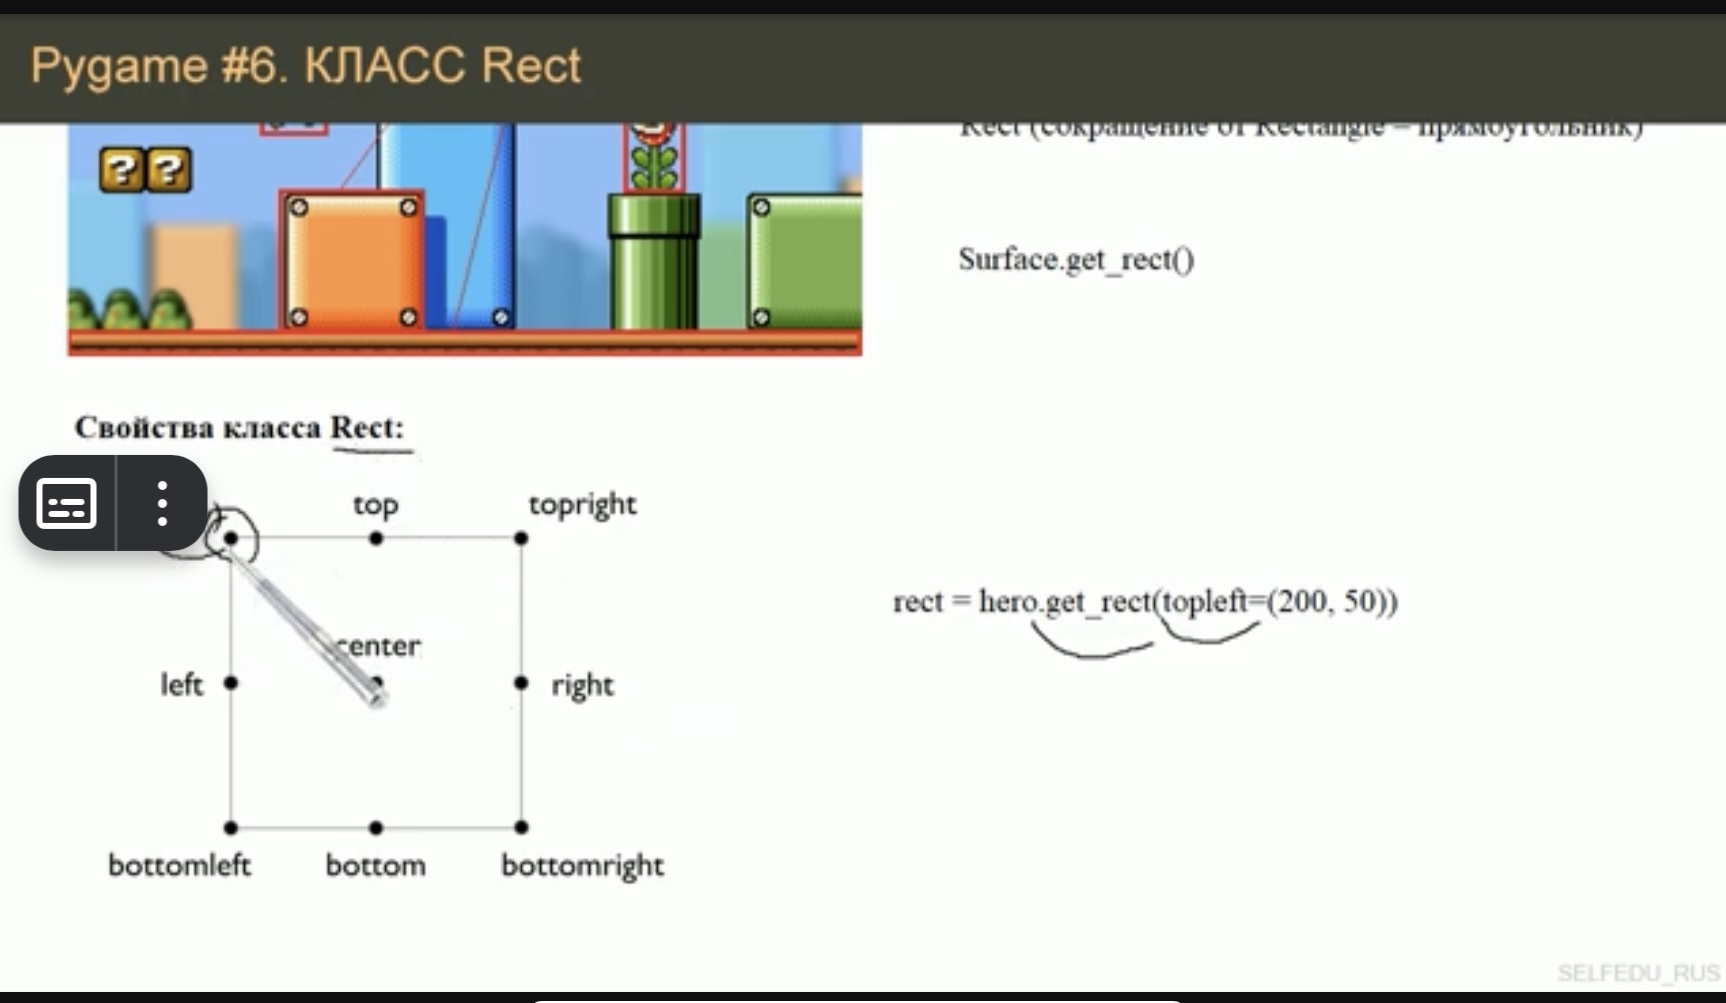 Pygame #6. КЛАСС Rect
Rect (сокращение от Rectangle – прямоугольник)
? ?
Surface.get_rect()
Свойства класса Rect:
top
topright
rect = hero.get_rect(topleft=(200, 50))
center
left
right
bottomleft
bottom
bottomright
SELFEDU_RUS